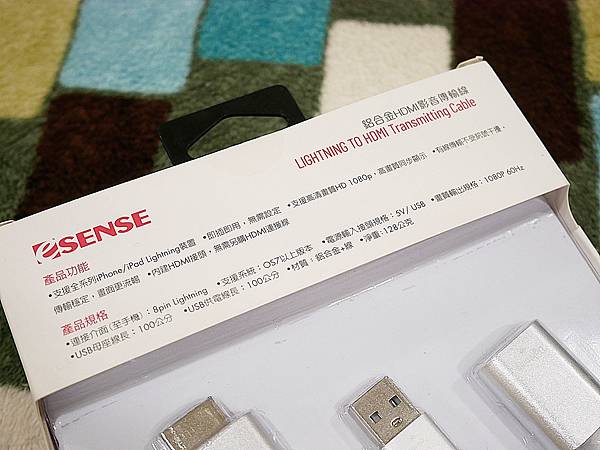 鋁合金HDMI影音傳輸線
LIGHTNING TO HDMI Transmitting Cable
eSENSE
產品功能
•支援全系列iPhone/iPad Lightning裝置 •即插即用，無需設定 •支援高清畫質HD 1080p，高畫質同步顯示 •有線傳輸不受訊號干擾，
傳輸穩定，畫面更流暢 •內建HDMI接頭，無需另購HDMI連接線
產品規格
•連接介面(至手機)：8pin Lightning •支援系統：iOS7以上版本 •電源輸入接頭規格：5V/ USB •畫質輸出規格：1080P 60Hz
•USB母座線長：100公分 •USB供電線長：100公分 •材質：鋁合金+線 •淨重：128公克